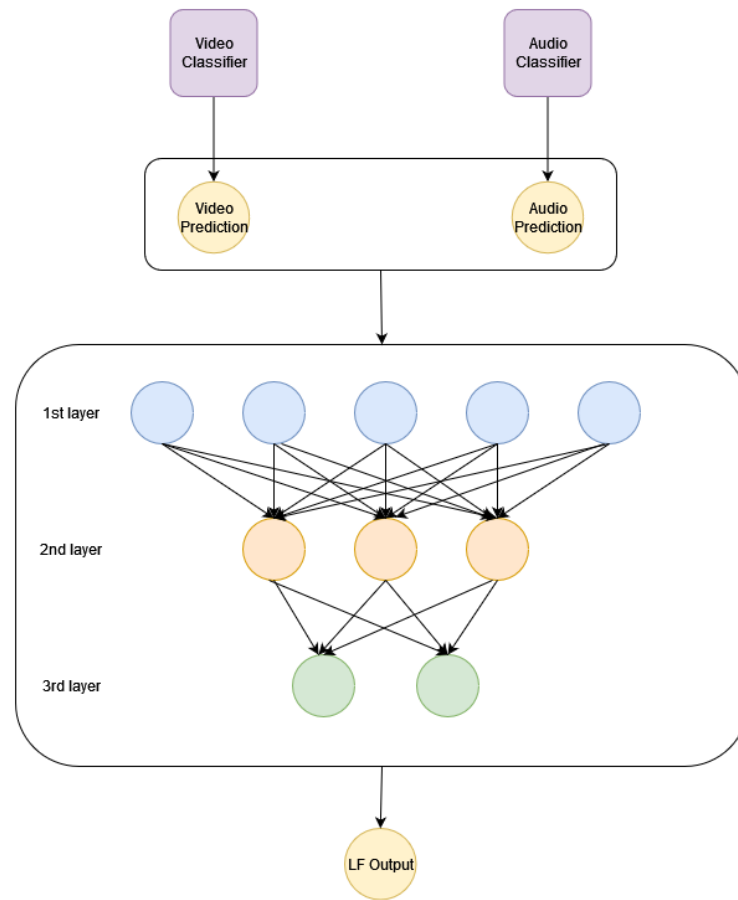 Video
Classifier
Audio
Classifier
Video
Prediction
Audio
Prediction
1st layer
2nd layer
3rd layer
LF Output